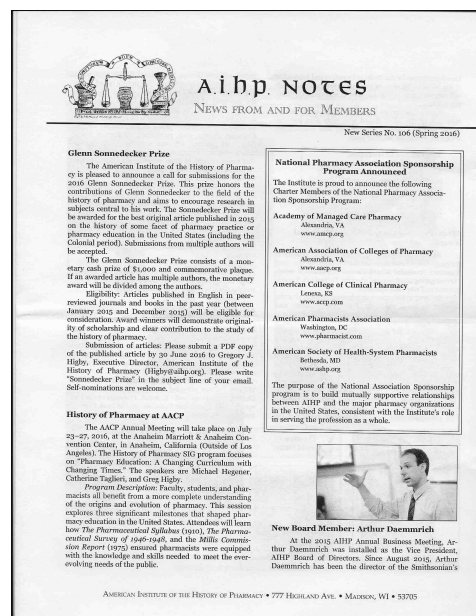 A.I.H.P. NOTES
NEWS FROM AND FOR MEMBERS
New Series No. 106 (Spring 2016)
Glenn Sonnedecker Prize
The American Institute of the History of Pharma-
cy is pleased to announce a call for submissions for the
2016 Glenn Sonnedecker Prize. This prize honors the
contributions of Glenn Sonnedecker to the field of the
history of pharmacy and aims to encourage research in
subjects central to his work. The Sonnedecker Prize will
be awarded for the best original article published in 2015
on the history of some facet of pharmacy practice or
pharmacy education in the United States (including the
Colonial period). Submissions from multiple authors will
be accepted.
The Glenn Sonnedecker Prize consists of a mon-
etary cash prize of $1,000 and commemorative plaque.
If an awarded article has multiple authors, the monetary
award will be divided among the authors.
Eligibility: Articles published in English in peer-
reviewed journals and books in the past year (between
January 2015 and December 2015) will be eligible for
consideration. Award winners will demonstrate original-
ity of scholarship and clear contribution to the study of
the history of pharmacy.
Submission of articles: Please submit a PDF copy
of the published article by 30 June 2016 to Gregory J.
Higby, Executive Director, American Institute of the
History of Pharmacy (Higby@aihp.org). Please write
"Sonnedecker Prize" in the subject line of your email.
Self-nominations are welcome.
History of Pharmacy at AACP
The AACP Annual Meeting will take place on July
23–27, 2016, at the Anaheim Marriott & Anaheim Con-
vention Center, in Anaheim, California (Outside of Los
Angeles). The History of Pharmacy SIG program focuses
on "Pharmacy Education: A Changing Curriculum with
Changing Times." The speakers are Michael Hegener,
Catherine Taglieri, and Greg Higby.
Program Description: Faculty, students, and phar-
macists all benefit from a more complete understanding
of the origins and evolution of pharmacy. This session
explores three significant milestones that shaped phar-
macy education in the United States. Attendees will learn
how The Pharmaceutical Syllabus (1910), The Pharma-
ceutical Survey of 1946-1948, and the Millis Commis-
sion Report (1975) ensured pharmacists were equipped
with the knowledge and skills needed to meet the ever-
evolving needs of the public.
National Pharmacy Association Sponsorship
Program Announced
The Institute is proud to announce the following
Charter Members of the National Pharmacy Associa-
tion Sponsorship Program:
Academy of Managed Care Pharmacy
Alexandria, VA
www.amcp.org
American Association of Colleges of Pharmacy
Alexandria, VA
www.aacp.org
American College of Clinical Pharmacy
Lenexa, KS
www.accp.com
American Pharmacists Association
Washington, DC
www.pharmacist.com
American Society of Health-System Pharmacists
Bethesda, MD
www.ashp.org
The purpose of the National Association Sponsorship
program is to build mutually supportive relationships
between AIHP and the major pharmacy organizations
in the United States, consistent with the Institute's role
in serving the profession as a whole.
New Board Member: Arthur Daemmrich
At the 2015 AIHP Annual Business Meeting, Ar-
thur Daemmrich was installed as the Vice President,
AIHP Board of Directors. Since August 2015, Arthur
Daemmrich has been the director of the Smithsonian's
AMERICAN INSTITUTE OF THE HISTORY OF PHARMACY • 777 HIGHLAND AVE. • MADISON, WI • 53705